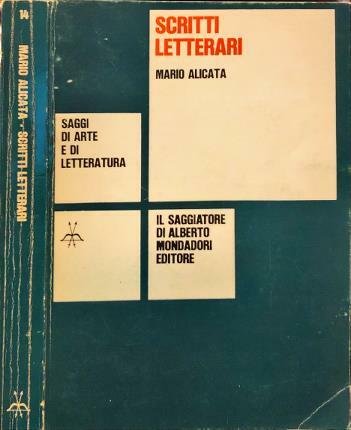 14
MARIO ALICATA - SCRITTI LETTERARI
SCRITTI
LETTERARI
MARIO ALICATA
SAGGI
DI ARTE
E DI
LETTERATURA
IL SAGGIATORE
DI ALBERTO
MONDADORI
EDITORE